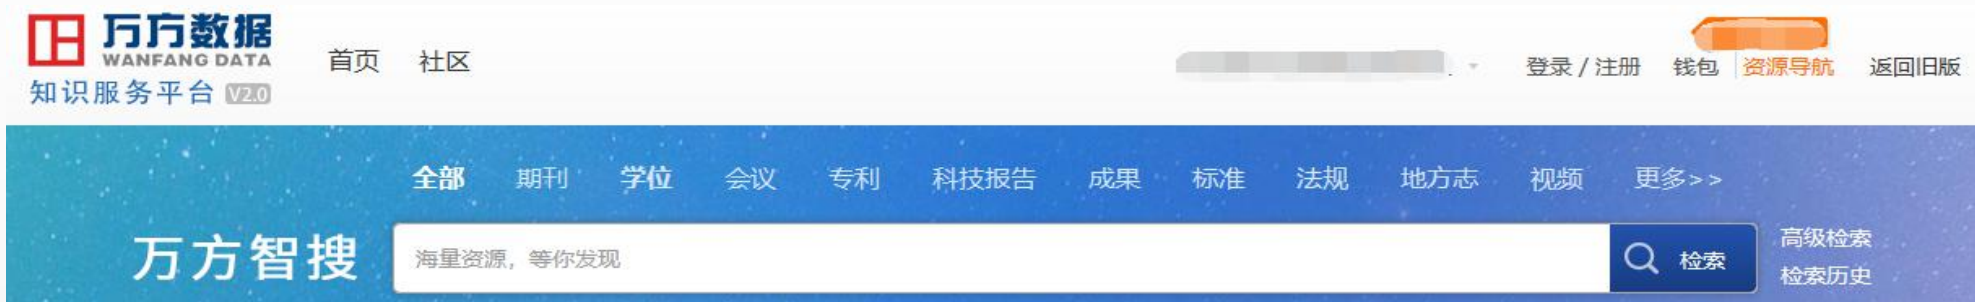 万方数据
WANFANG DATA
知识服务平台 V2.0
首页 社区
登录 / 注册 钱包 资源导航 返回旧版
全部 期刊 学位 会议 专利 科技报告 成果 标准 法规 地方志 视频 更多>>
万方智搜
海量资源，等你发现
检索
高级检索
检索历史